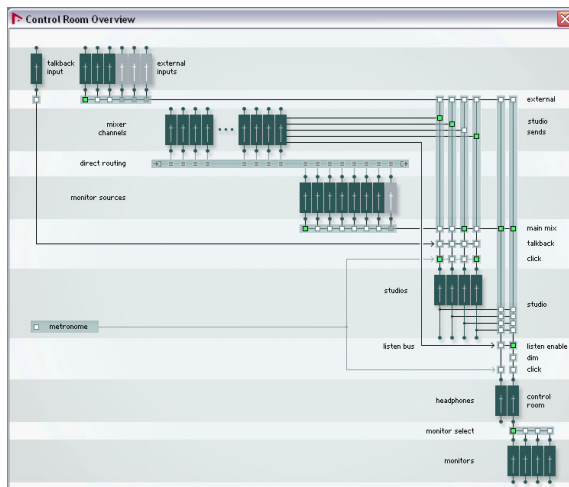 Control Room Overview
talkback
input
external
inputs
external
mixer
channels
studio
sends
direct routing
monitor sources
main mix
talkback
click
studios
studio
metronome
listen bus
listen enable
dim
click
headphones
control
room
monitor select
monitors